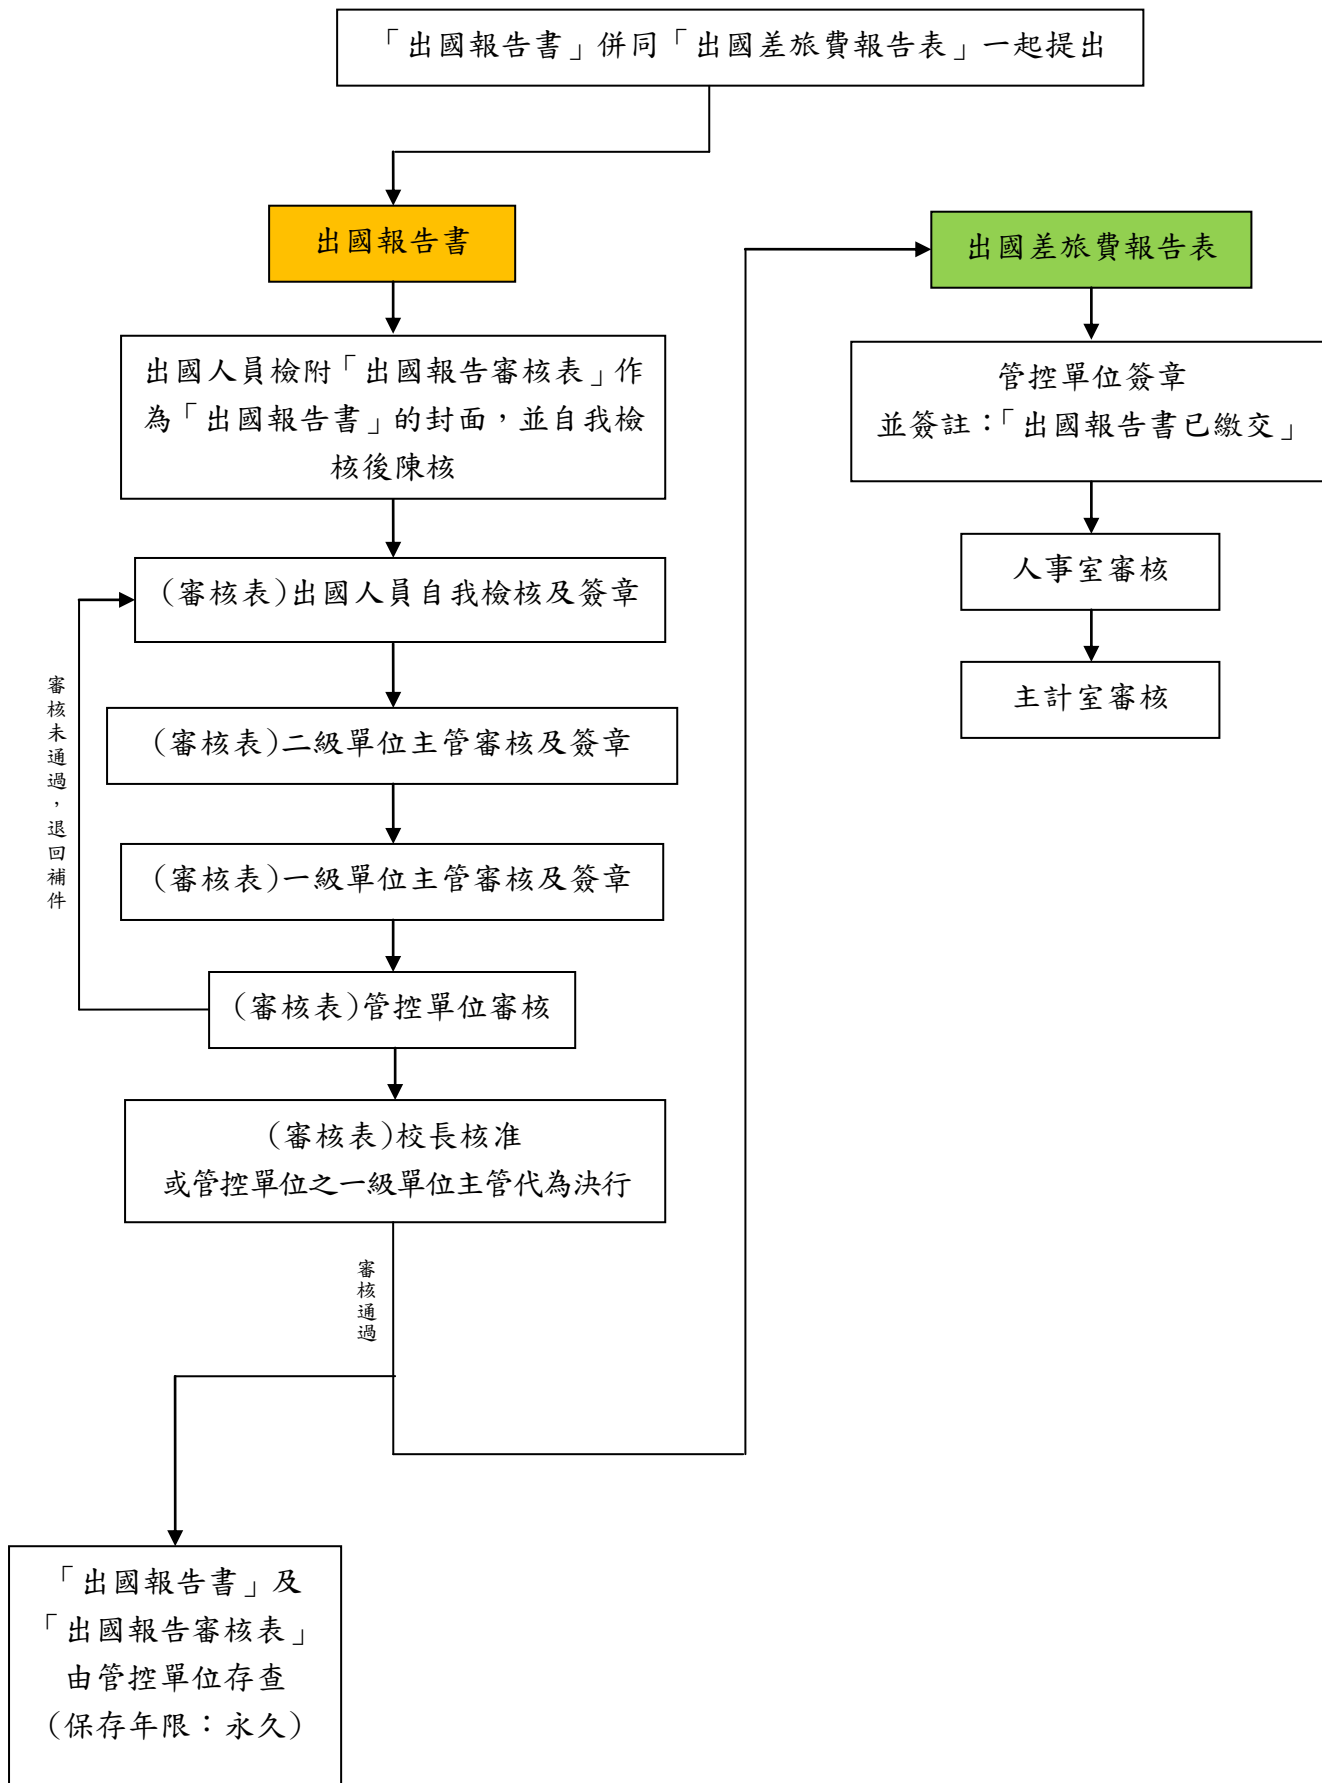 「出國報告書」併同「出國差旅費報告表」一起提出
出國報告書
出國人員檢附「出國報告審核表」作
為「出國報告書」的封面，並自我檢
核後陳核
(審核表)出國人員自我檢核及簽章
(審核表)二級單位主管審核及簽章
(審核表)一級單位主管審核及簽章
(審核表)管控單位審核
審核未通過，退回補件
(審核表)校長核准
或管控單位之一級單位主管代為決行
審核通過
「出國報告書」及
「出國報告審核表」
由管控單位存查
(保存年限：永久)
出國差旅費報告表
管控單位簽章
並簽註：「出國報告書已繳交」
人事室審核
主計室審核